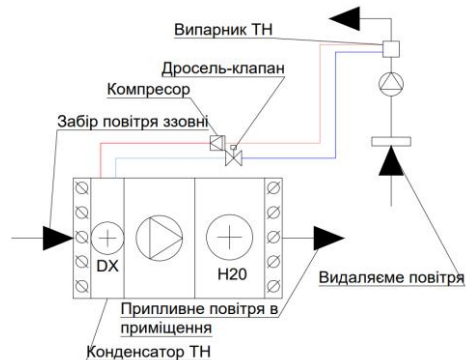 Випарник ТН
Дросель-клапан
Компресор
Забір повітря ззовні
DX
H20
Видаляєме повітря
Припливне повітря в
приміщення
Конденсатор ТН